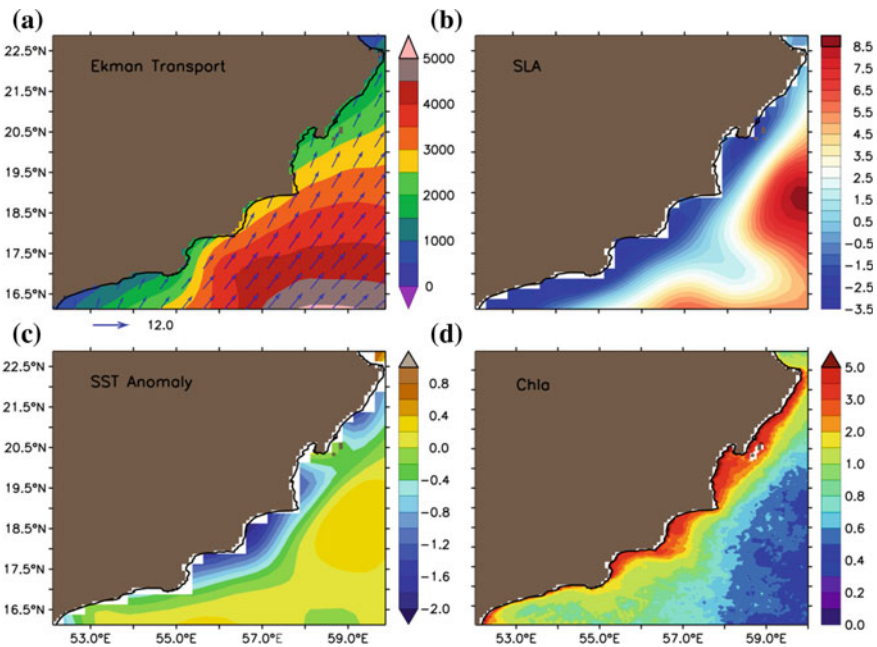 (a)
Ekman Transport
22.5°N
21.5°N
20.5°N
19.5°N
18.5°N
17.5°N
16.5°N
5000
4000
3000
2000
1000
0
12.0
(b)
SLA
8.5
7.5
6.5
5.5
4.5
3.5
2.5
1.5
0.5
-0.5
-1.5
-2.5
-3.5
(c)
SST Anomaly
22.5°N
21.5°N
20.5°N
19.5°N
18.5°N
17.5°N
16.5°N
53.0°E
55.0°E
57.0°E
59.0°E
0.8
0.4
0.0
-0.4
-0.8
-1.2
-1.6
-2.0
(d)
Chla
53.0°E
55.0°E
57.0°E
59.0°E
5.0
3.0
2.0
1.0
0.8
0.6
0.4
0.2
0.0